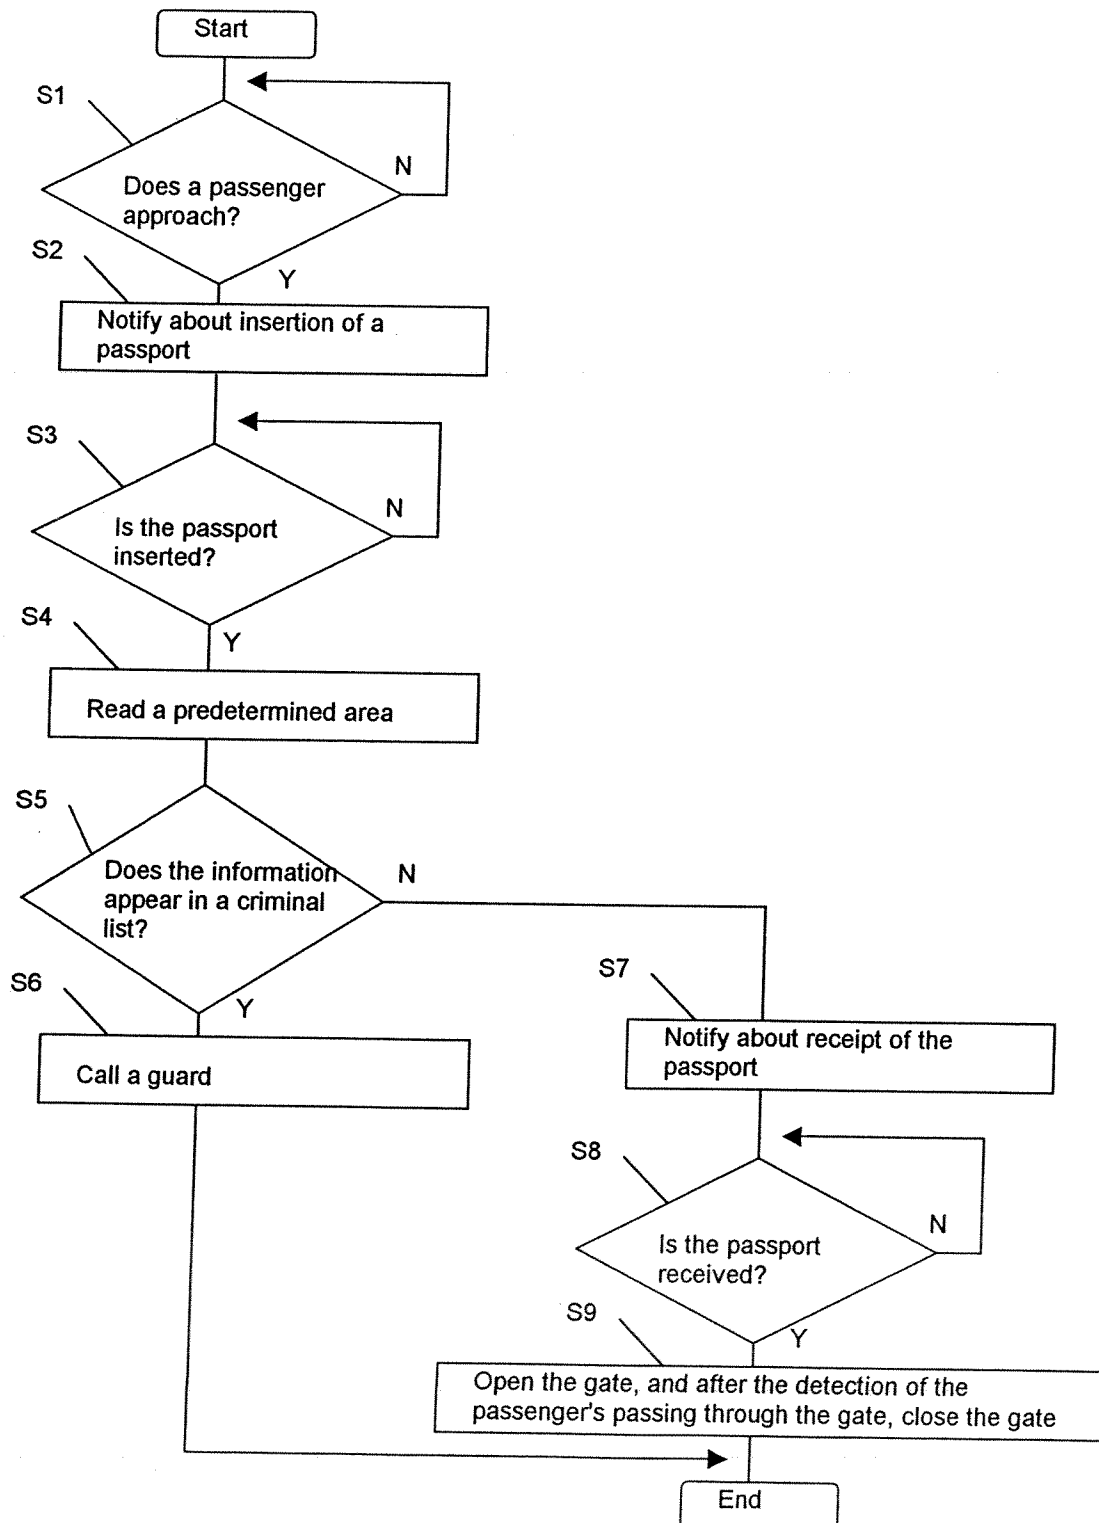 Start
S1
N
Does a passenger
approach?
S2
Y
Notify about insertion of a
passport
S3
N
Is the passport
inserted?
S4
Y
Read a predetermined area
S5
Does the information
appear in a criminal
list?
N
S6
Y
Call a guard
S7
Notify about receipt of the
passport
S8
N
Is the passport
received?
S9
Y
Open the gate, and after the detection of the
passenger's passing through the gate, close the gate
End